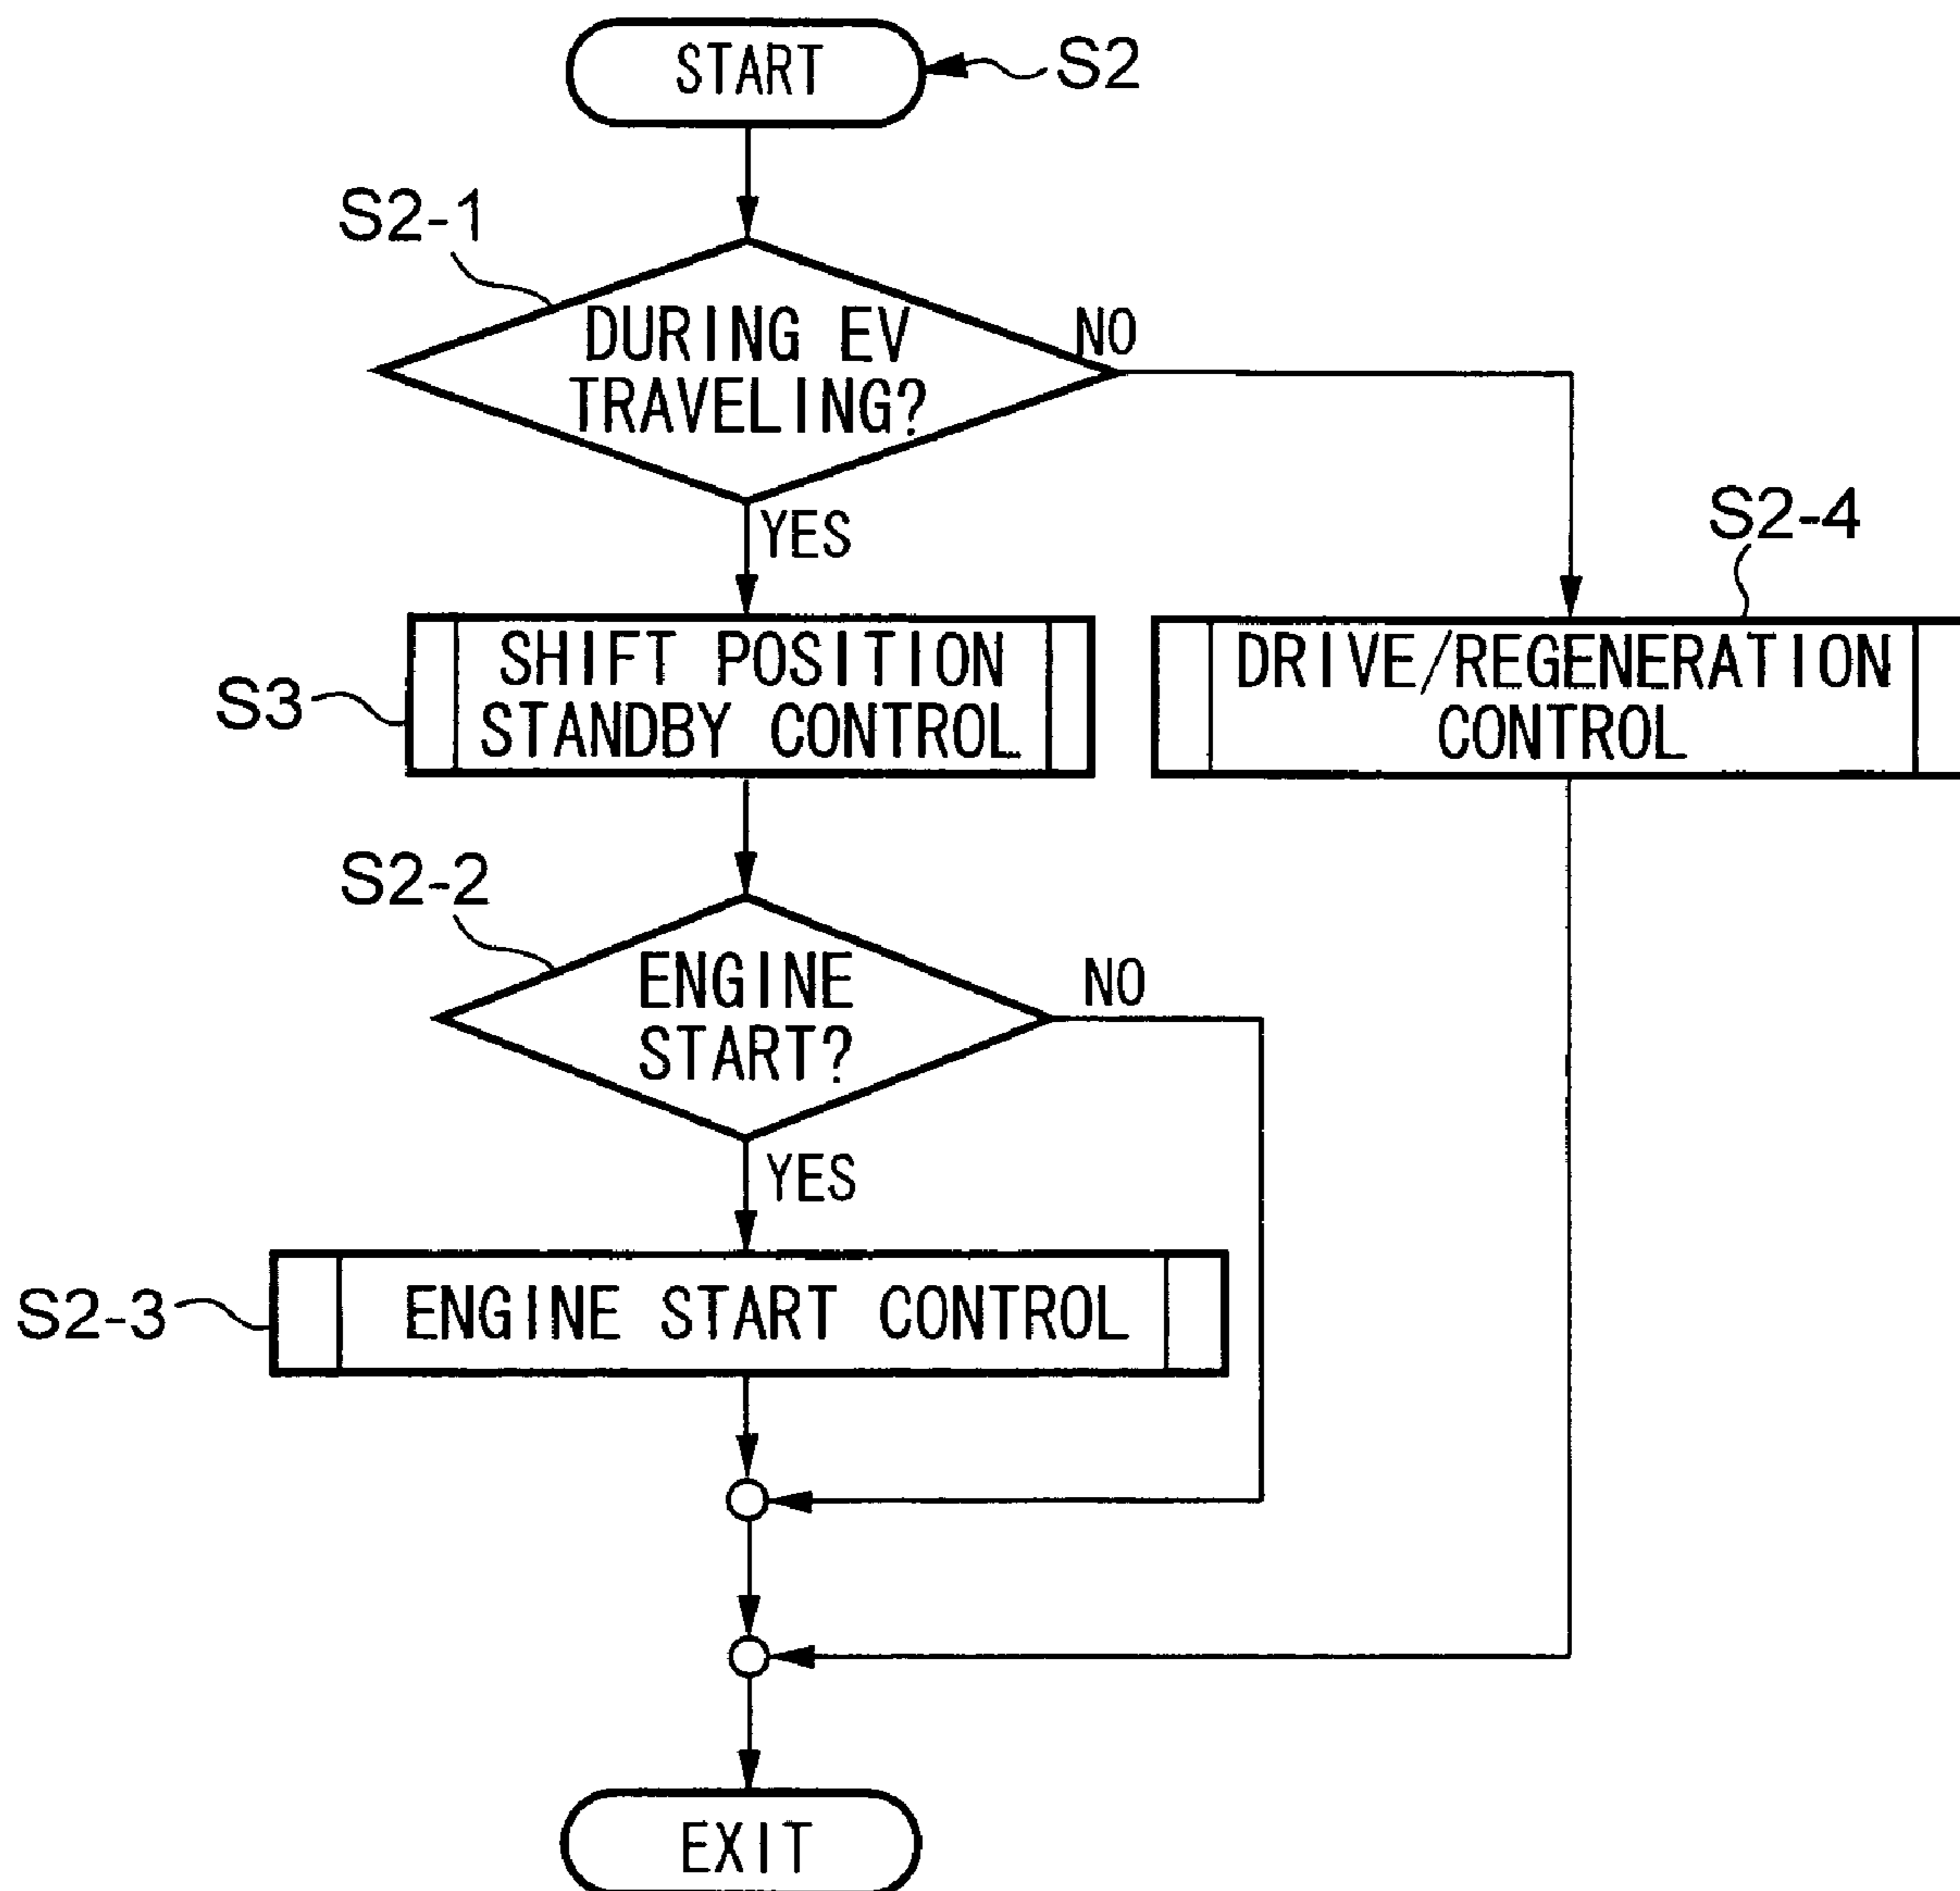 START
S2
S2-1
DURING EV
TRAVELING?
NO
YES
S2-4
S3
SHIFT POSITION
STANDBY CONTROL
DRIVE/REGENERATION
CONTROL
S2-2
ENGINE
START?
NO
YES
S2-3
ENGINE START CONTROL
EXIT